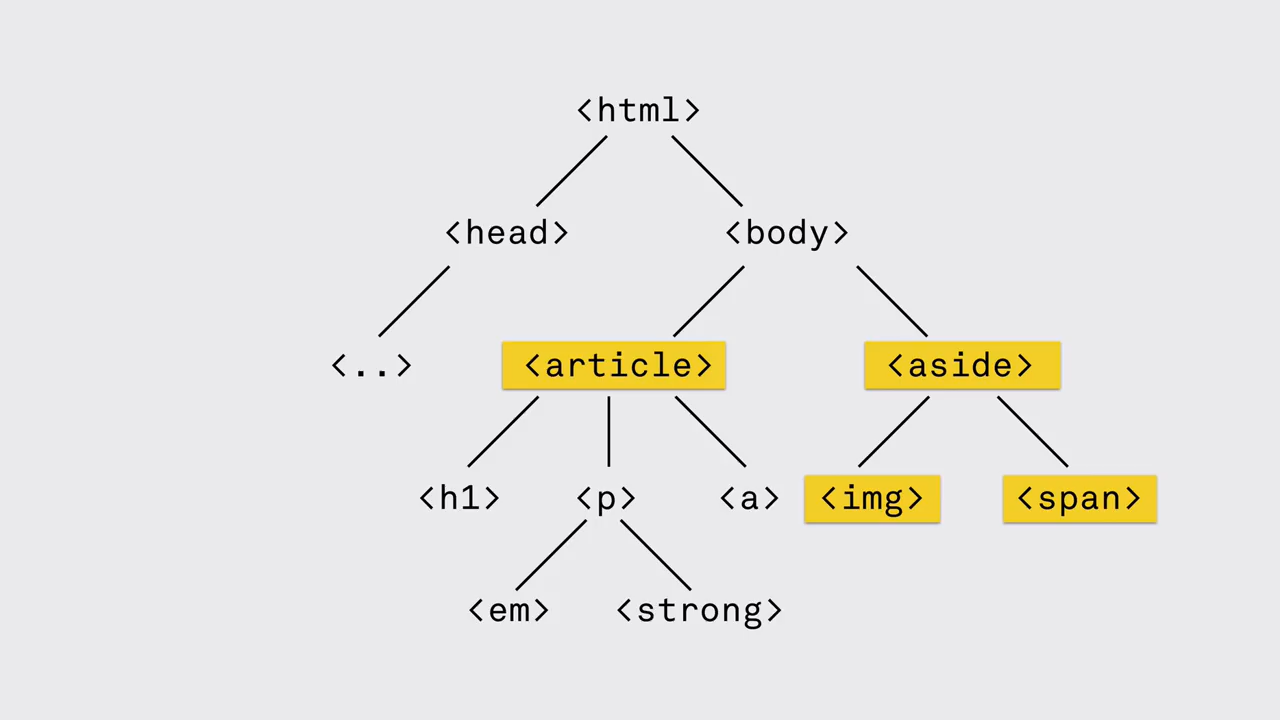 <html>
<head> <body>
<..> <article> <aside>
<h1> <p> <a> <img> <span>
<em> <strong>